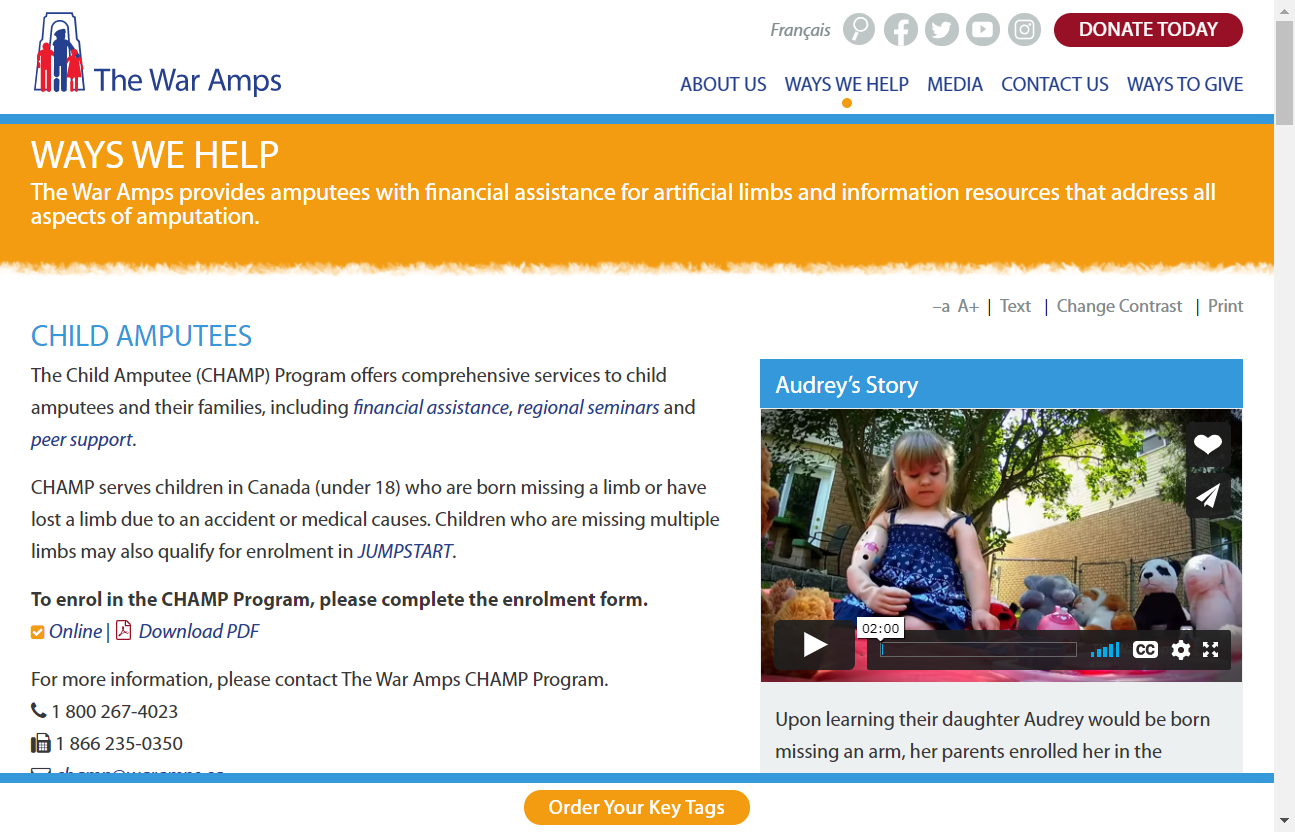 The War Amps
Français
DONATE TODAY
ABOUT US WAYS WE HELP MEDIA CONTACT US WAYS TO GIVE
WAYS WE HELP
The War Amps provides amputees with financial assistance for artificial limbs and information resources that address all
aspects of amputation.
–a A+ | Text | Change Contrast | Print
CHILD AMPUTEES
The Child Amputee (CHAMP) Program offers comprehensive services to child
amputees and their families, including financial assistance, regional seminars and
peer support.
CHAMP serves children in Canada (under 18) who are born missing a limb or have
lost a limb due to an accident or medical causes. Children who are missing multiple
limbs may also qualify for enrolment in JUMPSTART.
To enrol in the CHAMP Program, please complete the enrolment form.
Online | Download PDF
For more information, please contact The War Amps CHAMP Program.
1 800 267-4023
1 866 235-0350
Audrey's Story
02:00
CC
Upon learning their daughter Audrey would be born
missing an arm, her parents enrolled her in the
Order Your Key Tags